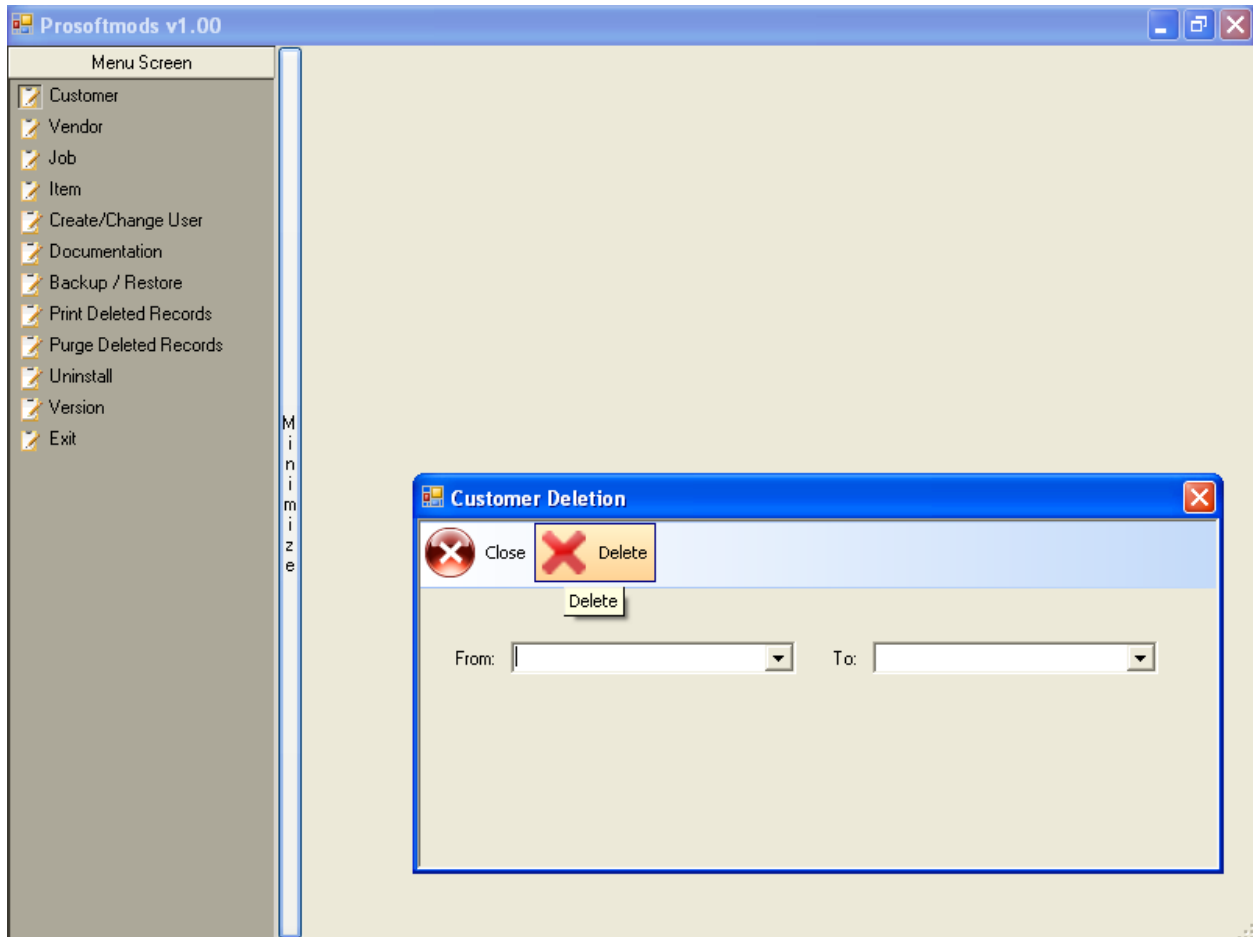 Prosoftmods v1.00
Menu Screen
Customer
Vendor
Job
Item
Create/Change User
Documentation
Backup / Restore
Print Deleted Records
Purge Deleted Records
Uninstall
Version
Exit
Minimize
Customer Deletion
Close Delete
Delete
From: To: